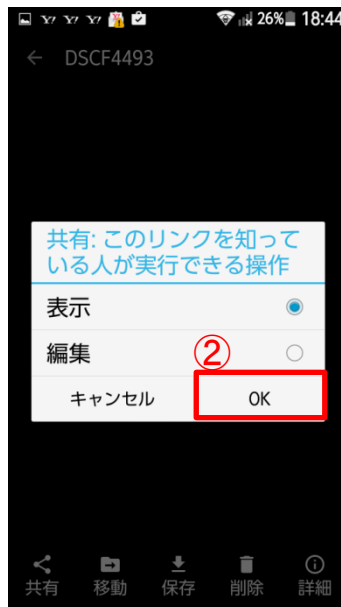 26% 18:44
DSCF4493
共有: このリンクを知って
いる人が実行できる操作
表示
編集
②
キャンセル OK
共有 移動 保存 削除 詳細